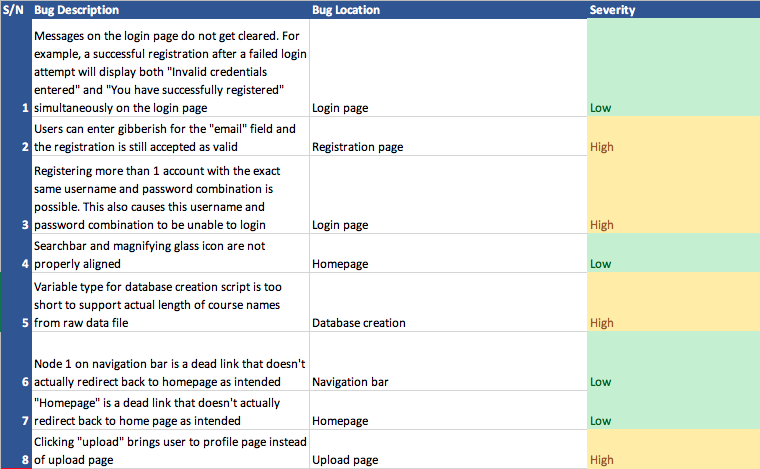 S/N Bug Description Bug Location Severity
Messages on the login page do not get cleared. For
example, a successful registration after a failed login
attempt will display both "Invalid credentials
entered" and "You have successfully registered"
1 simultaneously on the login page Login page Low
Users can enter gibberish for the "email" field and
2 the registration is still accepted as valid Registration page High
Registering more than 1 account with the exact
same username and password combination is
possible. This also causes this username and
3 password combination to be unable to login Login page High
Searchbar and magnifying glass icon are not
4 properly aligned Homepage Low
Variable type for database creation script is too
short to support actual length of course names
5 from raw data file Database creation High
Node 1 on navigation bar is a dead link that doesn't
6 actually redirect back to homepage as intended Navigation bar Low
"Homepage" is a dead link that doesn't actually
7 redirect back to home page as intended Homepage Low
Clicking "upload" brings user to profile page instead
8 of upload page Upload page High